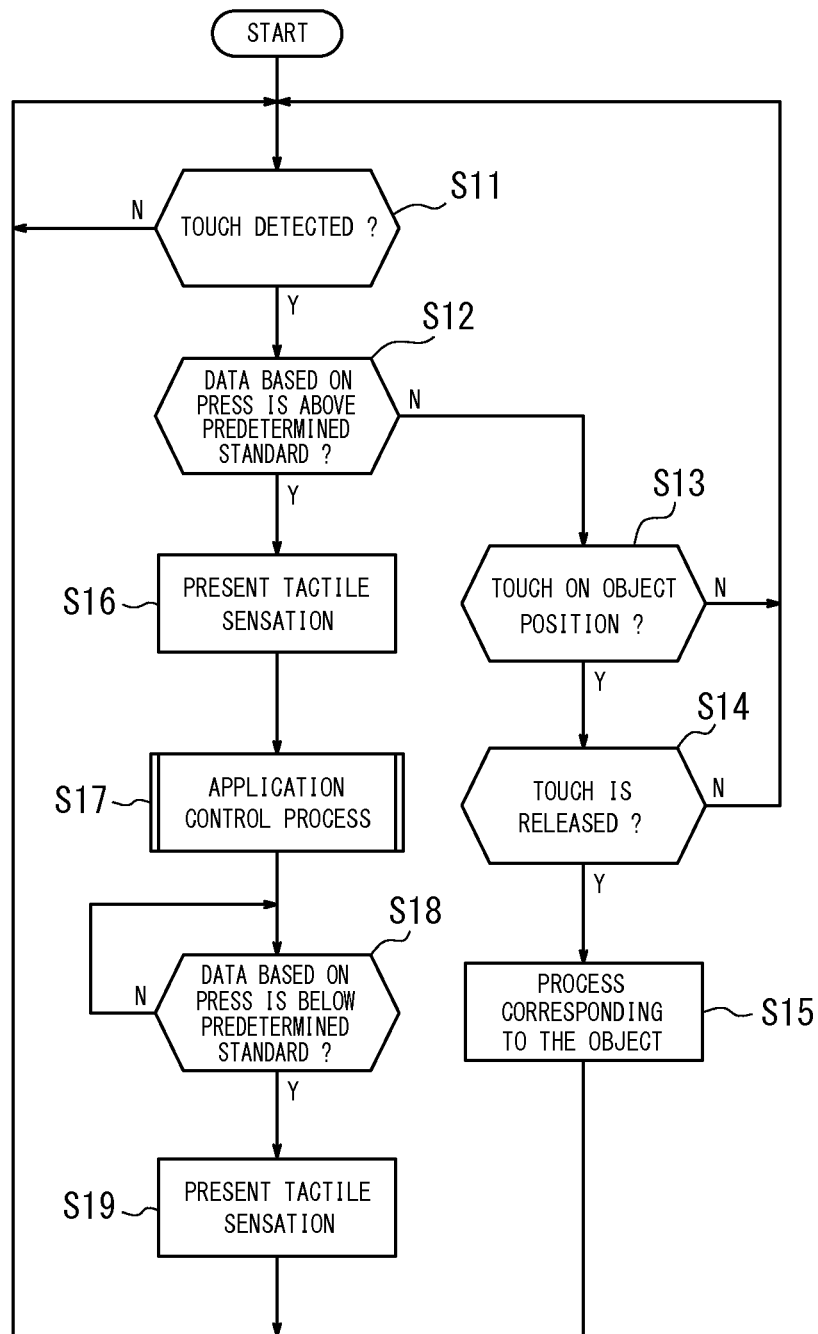 START
S11
N
TOUCH DETECTED ?
Y
S12
DATA BASED ON
PRESS IS ABOVE
PREDETERMINED
STANDARD ?
N
Y
S13
TOUCH ON OBJECT
POSITION ?
N
Y
S16
PRESENT TACTILE
SENSATION
S14
TOUCH IS
RELEASED ?
N
Y
S17
APPLICATION
CONTROL PROCESS
S18
DATA BASED ON
PRESS IS BELOW
PREDETERMINED
STANDARD ?
N
Y
PROCESS
CORRESPONDING
TO THE OBJECT
S15
S19
PRESENT TACTILE
SENSATION